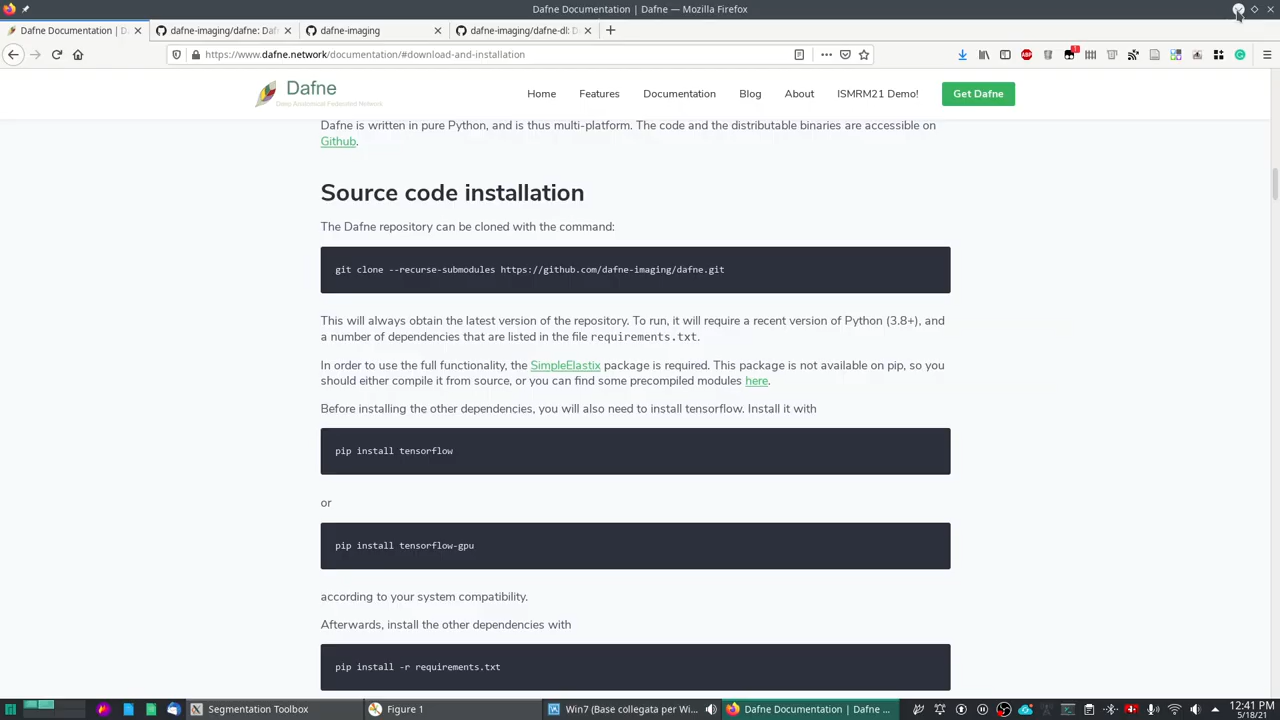 Dafne Documentation | Dafne — Mozilla Firefox
Dafne Documentation | D
dafne-imaging/dafne: Daf
dafne-imaging
dafne-imaging/dafne-dl: D
https://www.dafne.network/documentation/#download-and-installation
Dafne
Deep Anatomical Federated Network
Home
Features
Documentation
Blog
About
ISMRM21 Demo!
Get Dafne
Dafne is written in pure Python, and is thus multi-platform. The code and the distributable binaries are accessible on
Github.
Source code installation
The Dafne repository can be cloned with the command:
git clone --recurse-submodules https://github.com/dafne-imaging/dafne.git
This will always obtain the latest version of the repository. To run, it will require a recent version of Python (3.8+), and
a number of dependencies that are listed in the file requirements.txt.
In order to use the full functionality, the SimpleElastix package is required. This package is not available on pip, so you
should either compile it from source, or you can find some precompiled modules here.
Before installing the other dependencies, you will also need to install tensorflow. Install it with
pip install tensorflow
or
pip install tensorflow-gpu
according to your system compatibility.
Afterwards, install the other dependencies with
pip install -r requirements.txt
Segmentation Toolbox
Figure 1
Win7 (Base collegata per Wi...
Dafne Documentation | Dafne ...
12:41 PM
5/18/21